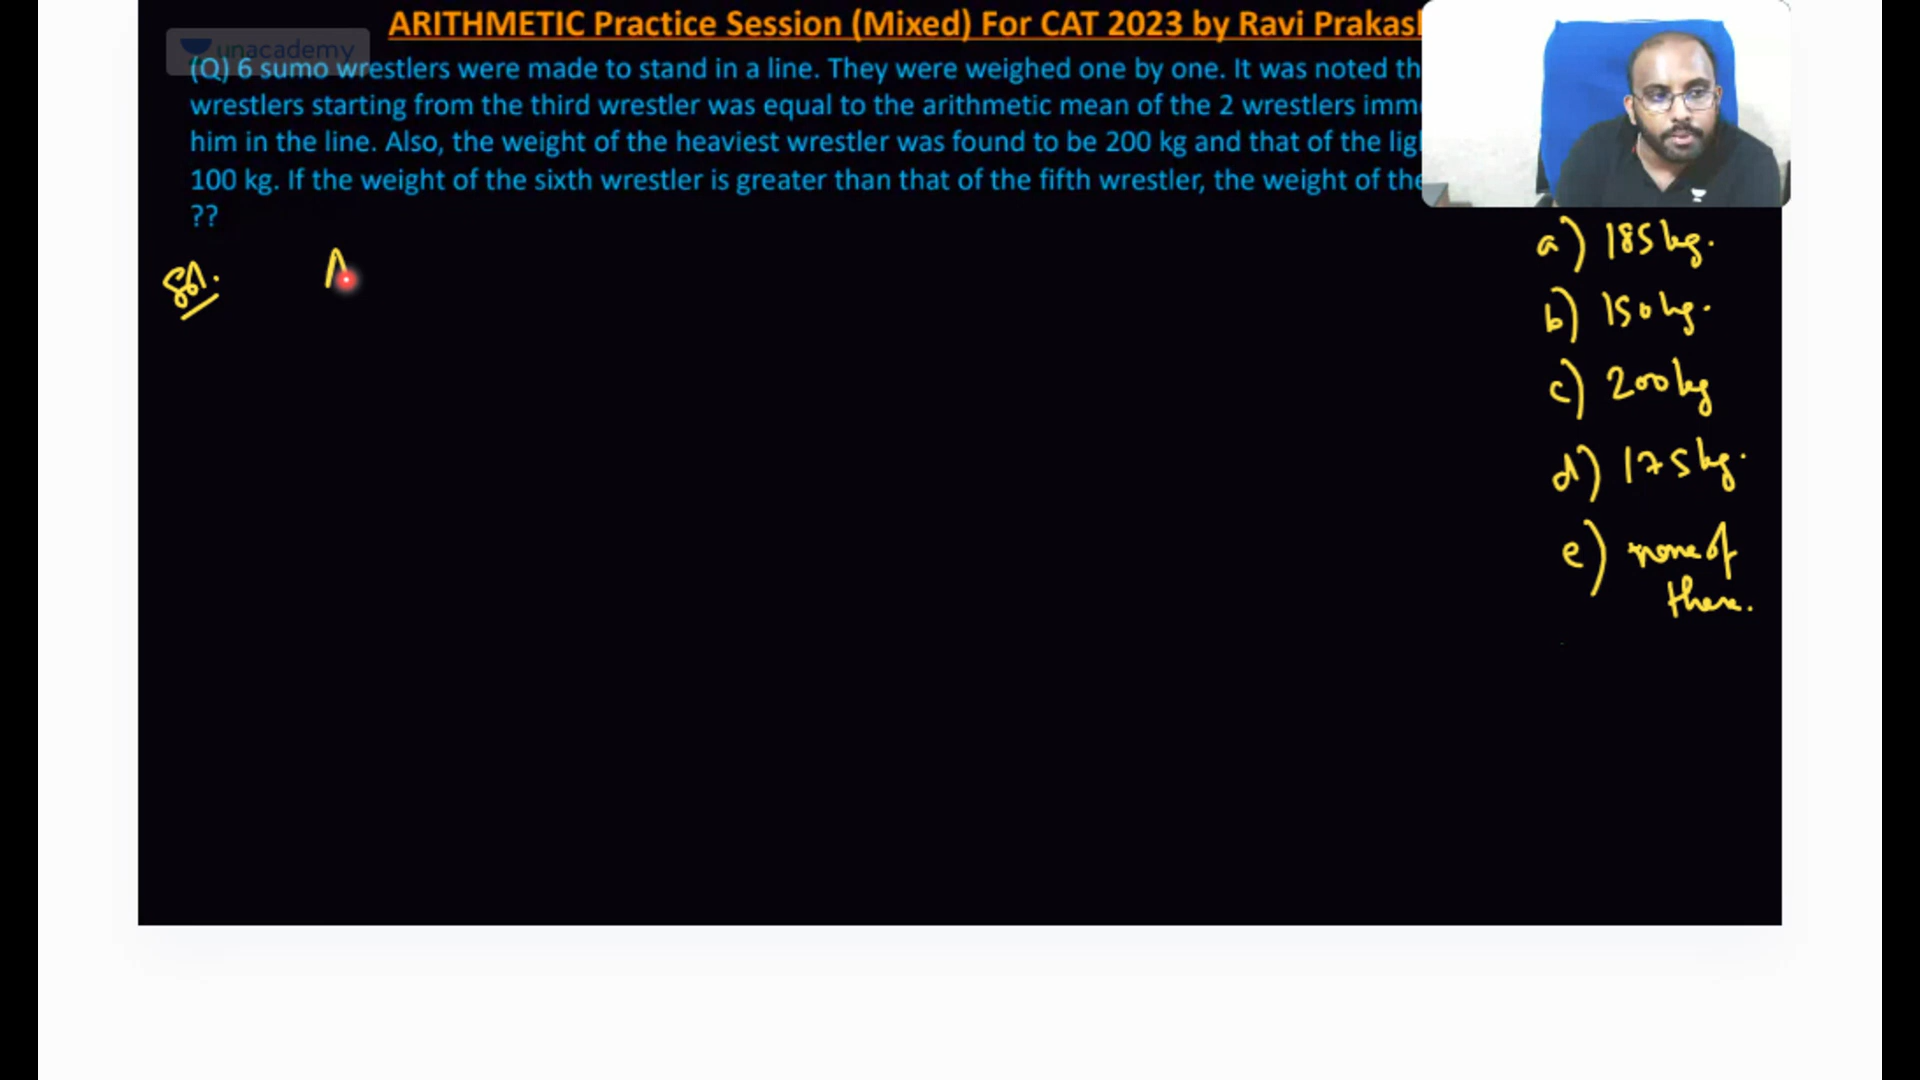 ARITHMETIC Practice Session (Mixed) For CAT 2023 by Ravi Prakash
unacademy
(Q) 6 sumo wrestlers were made to stand in a line. They were weighed one by one. It was noted th
wrestlers starting from the third wrestler was equal to the arithmetic mean of the 2 wrestlers imm
him in the line. Also, the weight of the heaviest wrestler was found to be 200 kg and that of the lig
100 kg. If the weight of the sixth wrestler is greater than that of the fifth wrestler, the weight of the
??
Sol.
a) 185 kg.
b) 150 kg.
c) 200 kg
d) 175 kg.
e) none of
these.